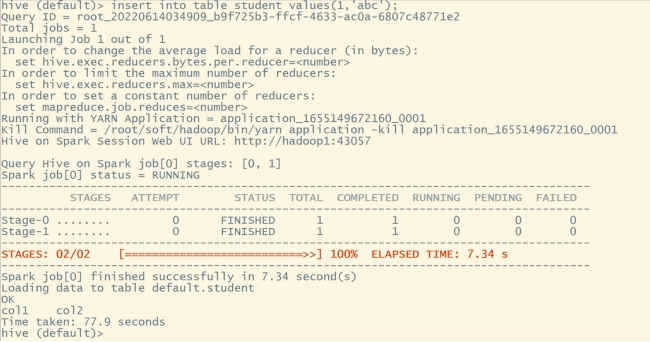 hive (default)> insert into table student values(1,'abc');
Query ID = root_20220614034909_b9f725b3-ffcf-4633-ac0a-6807c48771e2
Total jobs = 1
Launching Job 1 out of 1
In order to change the average load for a reducer (in bytes):
  set hive.exec.reducers.bytes.per.reducer=<number>
In order to limit the maximum number of reducers:
  set hive.exec.reducers.max=<number>
In order to set a constant number of reducers:
  set mapreduce.job.reduces=<number>
Running with YARN Application = application_1655149672160_0001
Kill Command = /root/soft/hadoop/bin/yarn application -kill application_1655149672160_0001
Hive on Spark Session Web UI URL: http://hadoop1:43057
Query Hive on Spark job[0] stages: [0, 1]
Spark job[0] status = RUNNING
--------------------------------------------------------------------------------------
          STAGES   ATTEMPT        STATUS  TOTAL  COMPLETED  RUNNING  PENDING  FAILED
--------------------------------------------------------------------------------------
Stage-0 ........         0      FINISHED      1          1        0        0       0
Stage-1 ........         0      FINISHED      1          1        0        0       0
--------------------------------------------------------------------------------------
STAGES: 02/02    [==========================>>] 100%  ELAPSED TIME: 7.34 s
--------------------------------------------------------------------------------------
Spark job[0] finished successfully in 7.34 second(s)
Loading data to table default.student
OK
col1    col2
Time taken: 77.9 seconds
hive (default)>